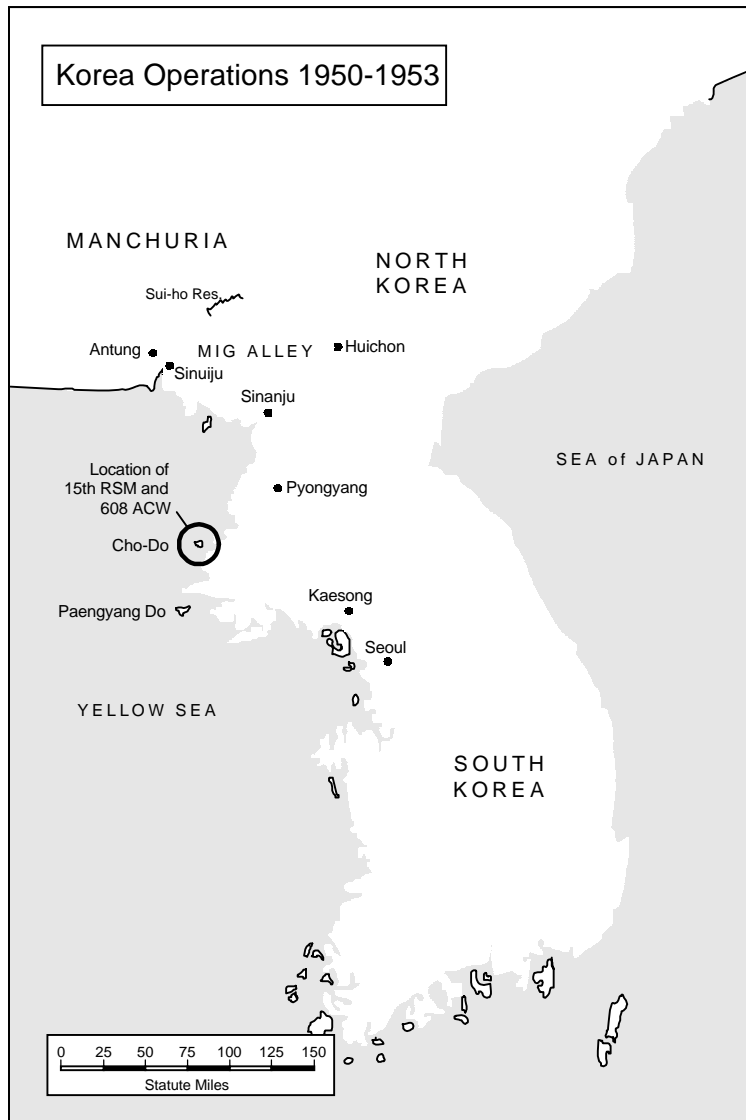 Korea Operations 1950-1953
MANCHURIA
NORTH
KOREA
Sui-ho Res.
Antung
MIG ALLEY
Huichon
Sinuiju
Sinanju
Location of
15th RSM and
608 ACW
SEA of JAPAN
Pyongyang
Cho-Do
Kaesong
Paengyang Do
Seoul
YELLOW SEA
SOUTH
KOREA
0 25 50 75 100 125 150
Statute Miles